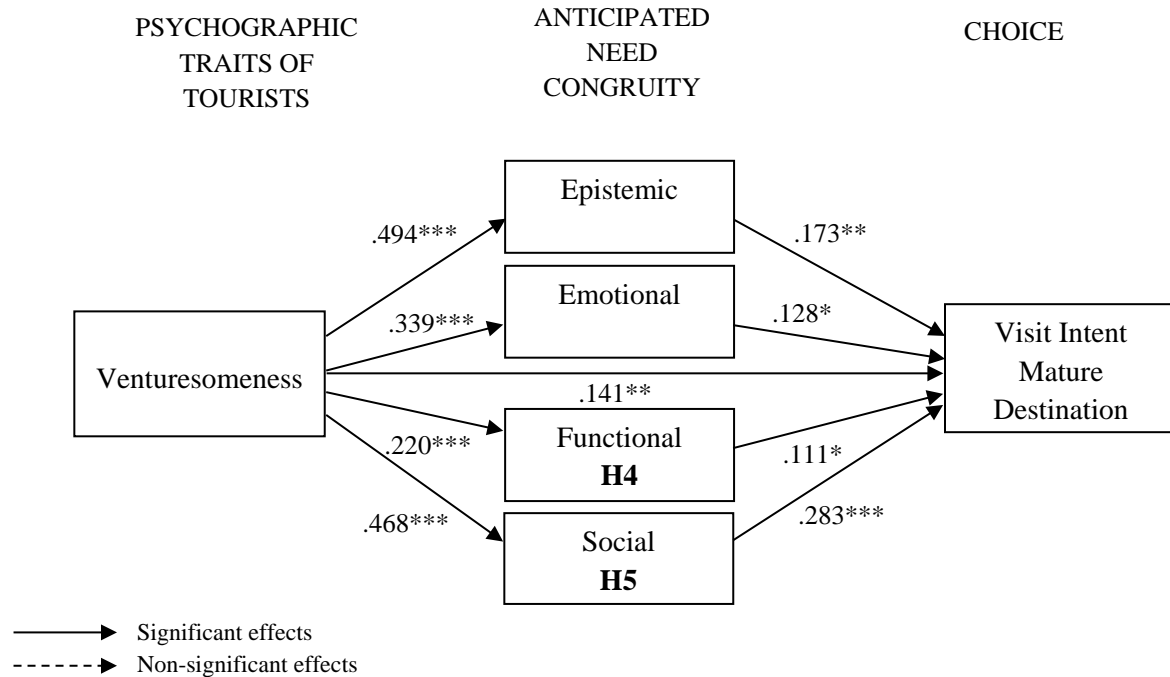 PSYCHOGRAPHIC
TRAITS OF
TOURISTS
ANTICIPATED
NEED
CONGRUITY
CHOICE
Epistemic
.494***
.173**
Emotional
.339***
.128*
Venturesomeness
Visit Intent
Mature
Destination
.141**
Functional
H4
.220***
.111*
.468***
.283***
Social
H5
Significant effects
Non-significant effects